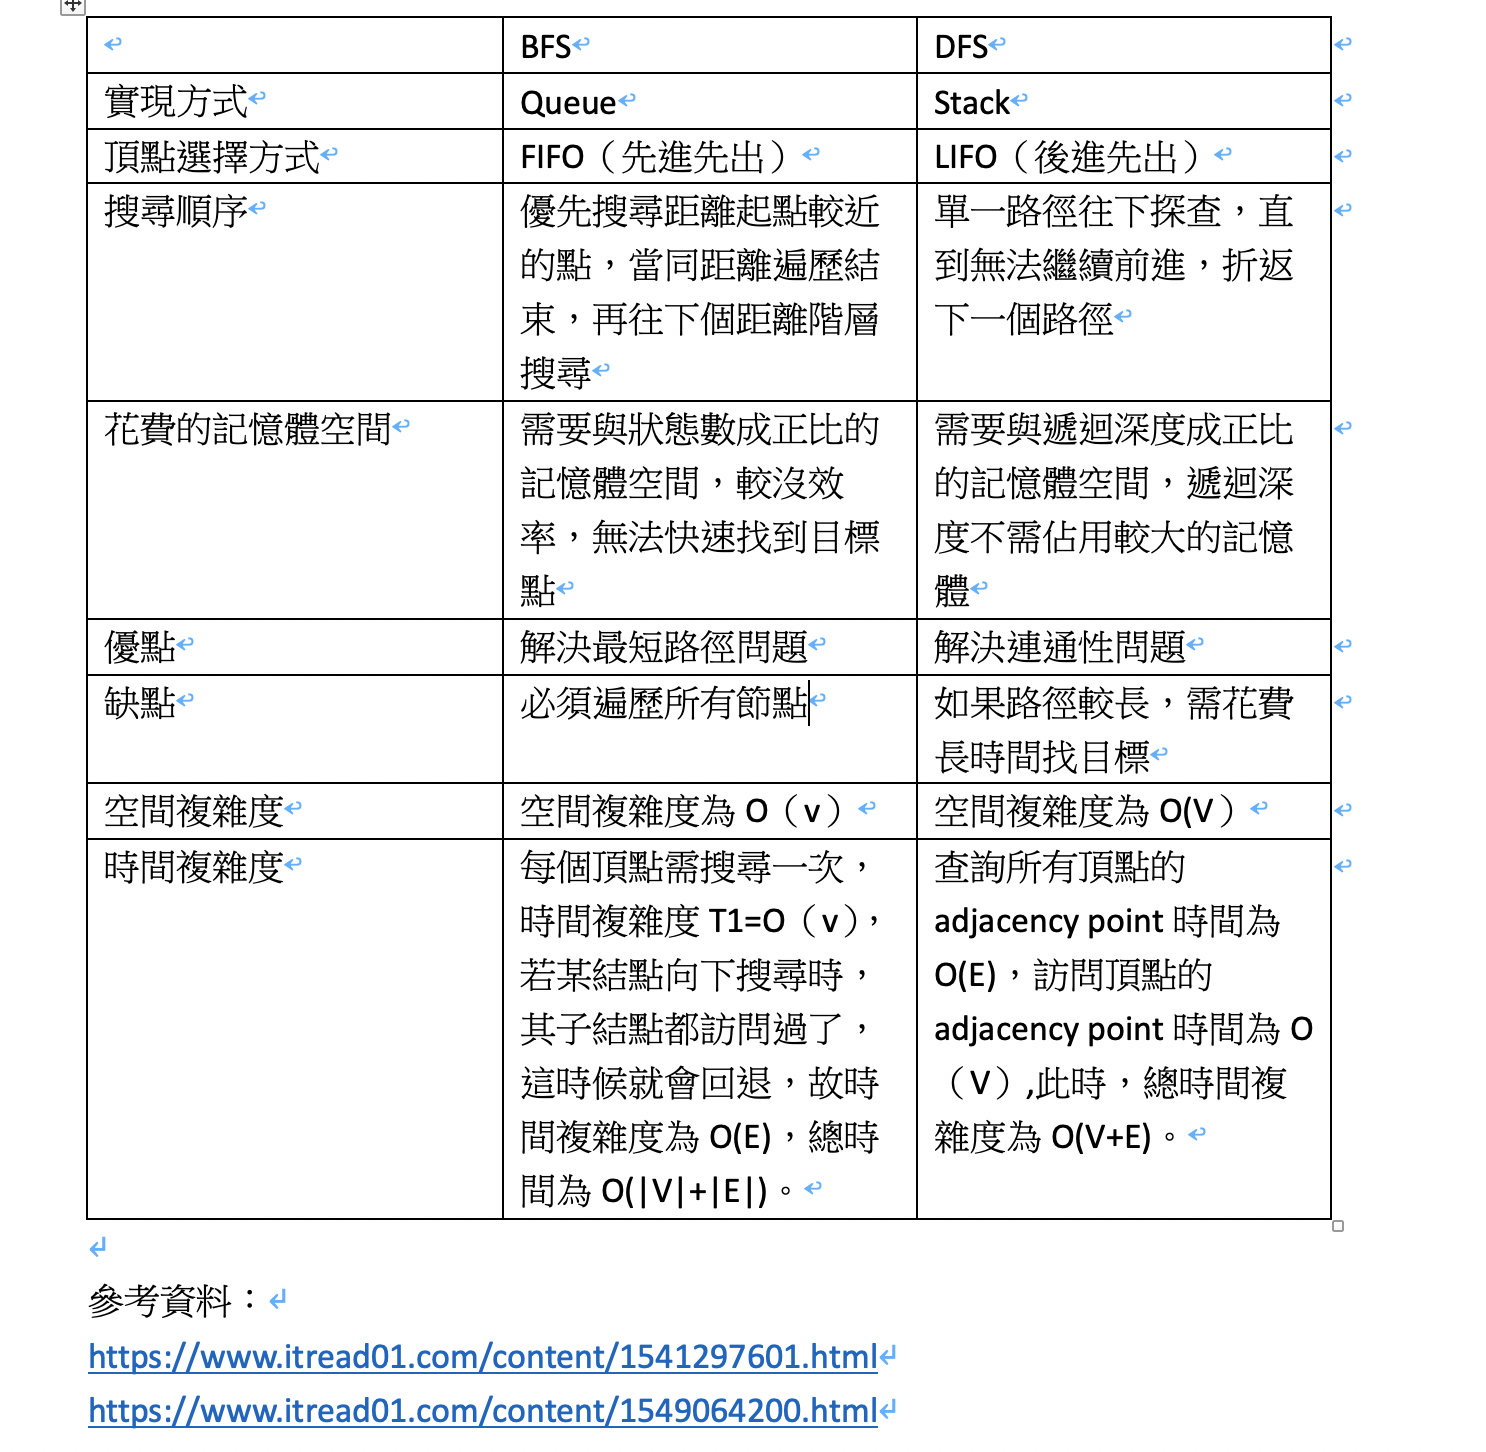 BFS DFS
實現方式 Queue Stack
頂點選擇方式 FIFO（先進先出） LIFO（後進先出）
搜尋順序 優先搜尋距離起點較近 單一路徑往下探查，直
的點，當同距離遍歷結 到無法繼續前進，折返
束，再往下個距離階層 下一個路徑
搜尋
花費的記憶體空間 需要與狀態數成正比的 需要與遞迴深度成正比
記憶體空間，較沒效 的記憶體空間，遞迴深
率，無法快速找到目標 度不需佔用較大的記憶
點 體
優點 解決最短路徑問題 解決連通性問題
缺點 必須遍歷所有節點 如果路徑較長，需花費
長時間找目標
空間複雜度 空間複雜度為 O（v） 空間複雜度為 O(V）
時間複雜度 每個頂點需搜尋一次， 查詢所有頂點的
時間複雜度 T1=O（v)， adjacency point 時間為
若某結點向下搜尋時， O(E)，訪問頂點的
其子結點都訪問過了， adjacency point 時間為 O
這時候就會回退，故時 （V）,此時，總時間複
間複雜度為 O(E)，總時 雜度為 O(V+E)。
間為 O(|V|+|E|)。
參考資料：
https://www.itread01.com/content/1541297601.html
https://www.itread01.com/content/1549064200.html